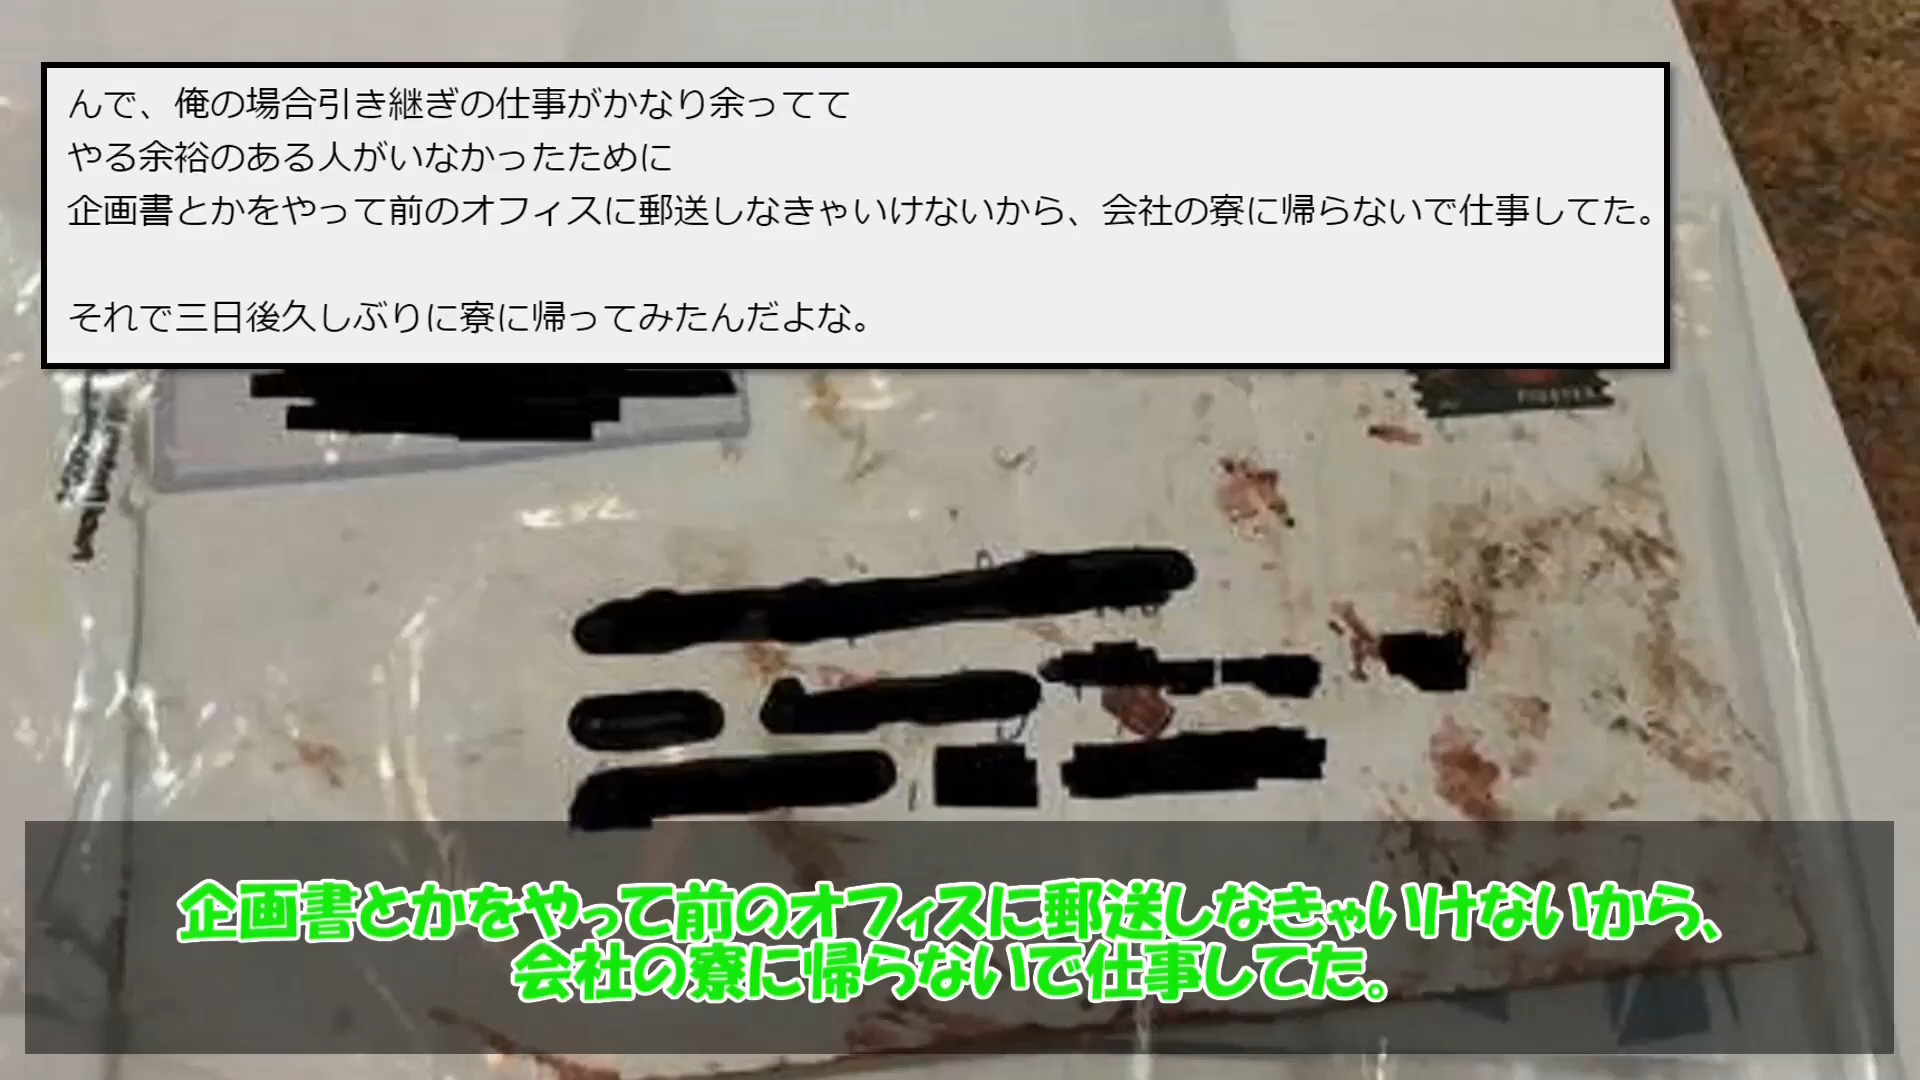 んで、俺の場合引き継ぎの仕事がかなり余ってて
やる余裕のある人がいなかったために
企画書とかをやって前のオフィスに郵送しなきゃいけないから、会社の寮に帰らないで仕事してた。
それで三日後久しぶりに寮に帰ってみたんだよな。
FOREVER
企画書とかをやって前のオフィスに郵送しなきゃいけないから、
会社の寮に帰らないで仕事してた。